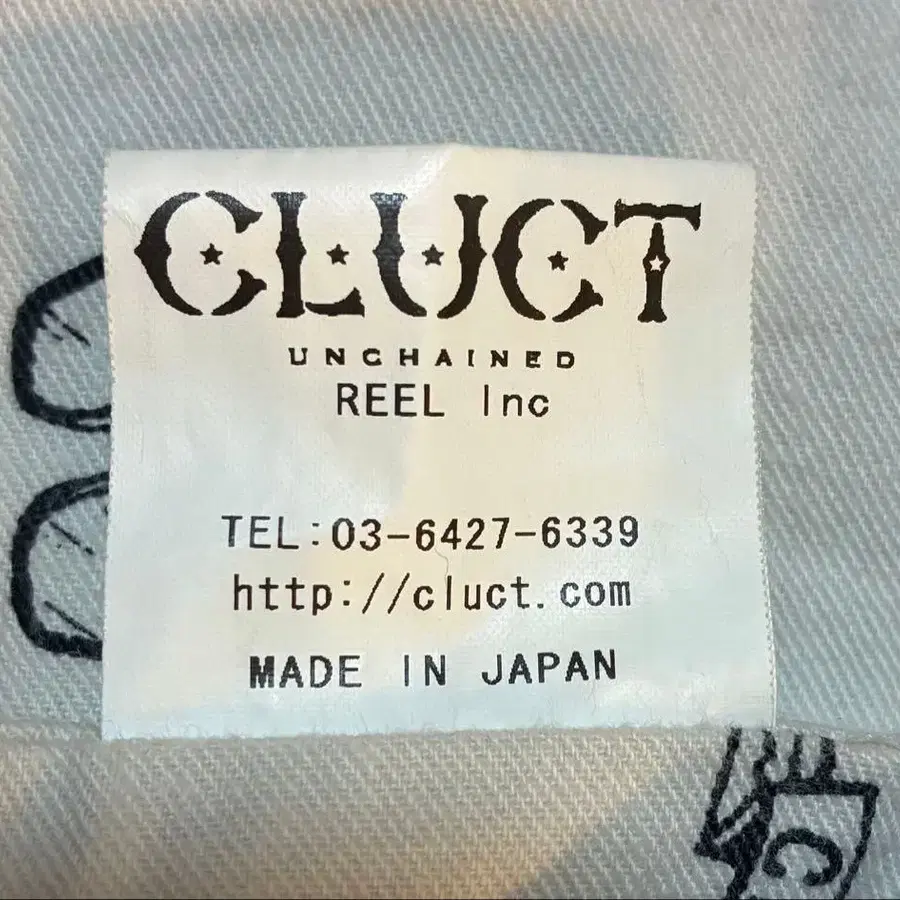 CLUCT
UNCHAINED
REEL Inc
TEL:03-6427-6339
http://cluct.com
MADE IN JAPAN